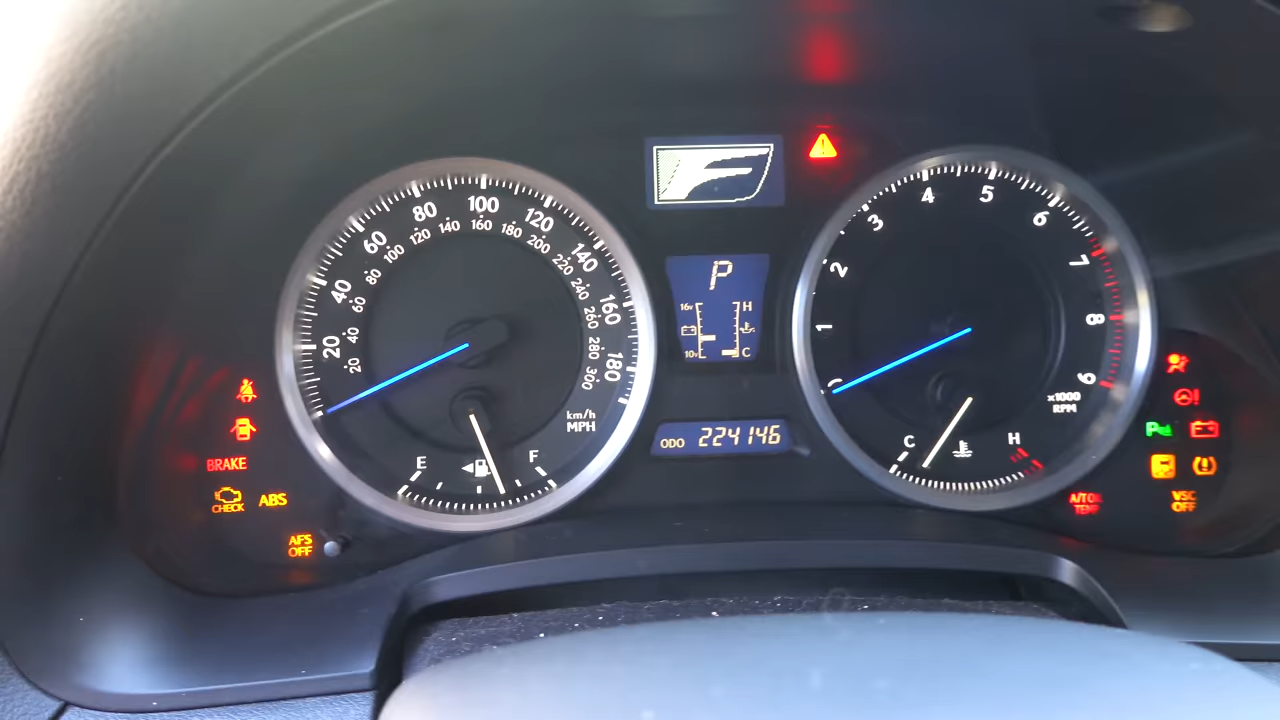 F
20 40 60 80 100 120 140 160 180
20 40 60 80 100 120 140 160 180 200 220 240 260 280 300
km/h
MPH
E F
P
16v H
10v C
ODO 224146
0 1 2 3 4 5 6 7 8 9
x1000
RPM
C H
BRAKE
CHECK ABS
AFS
OFF
A/T OIL
TEMP
VSC
OFF